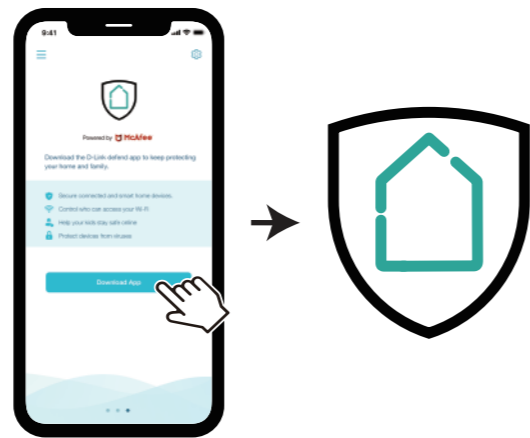 9:41
Powered by McAfee
Download the D-Link defend app to keep protecting
your home and family.
Secure connected and smart home devices.
Control who can access your Wi-Fi
Help your kids stay safe online
Protect devices from viruses
Download App